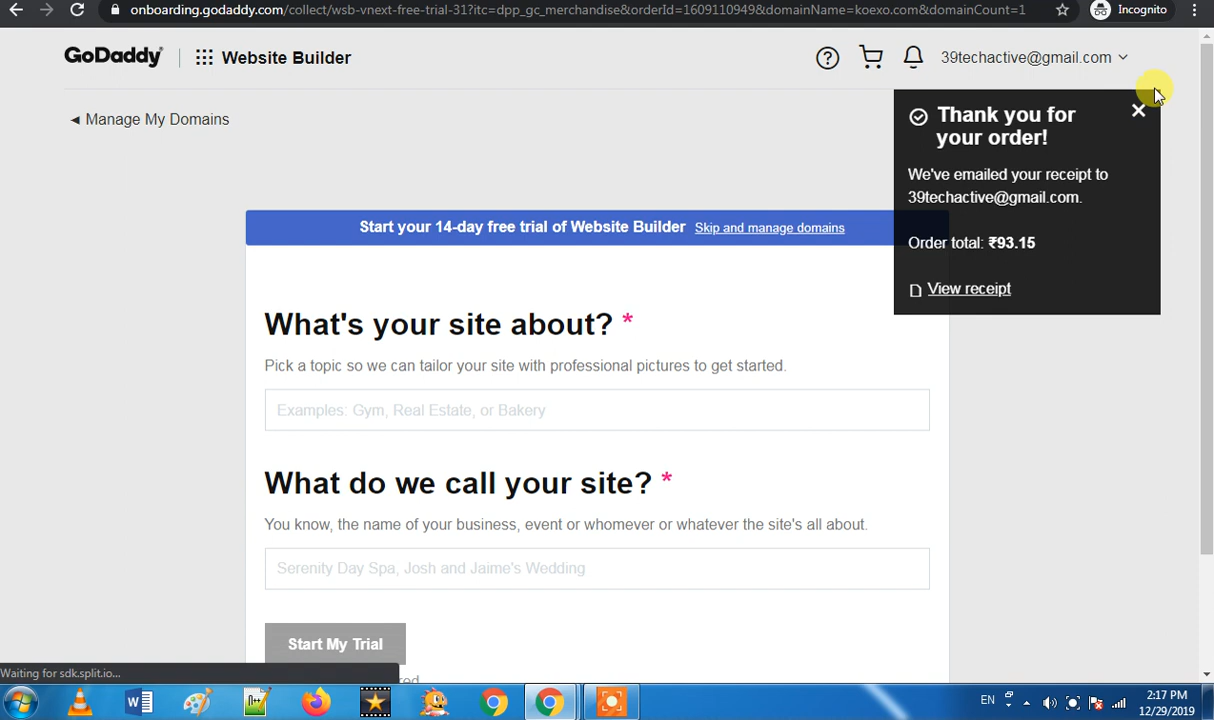 onboarding.godaddy.com/collect/wsb-vnext-free-trial-31?itc=dpp_gc_merchandise&orderId=1609110949&domainName=koexo.com&domainCount=1
Incognito
GoDaddy
Website Builder
39techactive@gmail.com
◄ Manage My Domains
Thank you for
your order!
We've emailed your receipt to
39techactive@gmail.com.
Order total: ₹93.15
View receipt
Start your 14-day free trial of Website Builder Skip and manage domains
What's your site about? *
Pick a topic so we can tailor your site with professional pictures to get started.
Examples: Gym, Real Estate, or Bakery
What do we call your site? *
You know, the name of your business, event or whomever or whatever the site's all about.
Serenity Day Spa, Josh and Jaime's Wedding
Start My Trial
Waiting for sdk.split.io...
EN
2:17 PM
12/29/2019